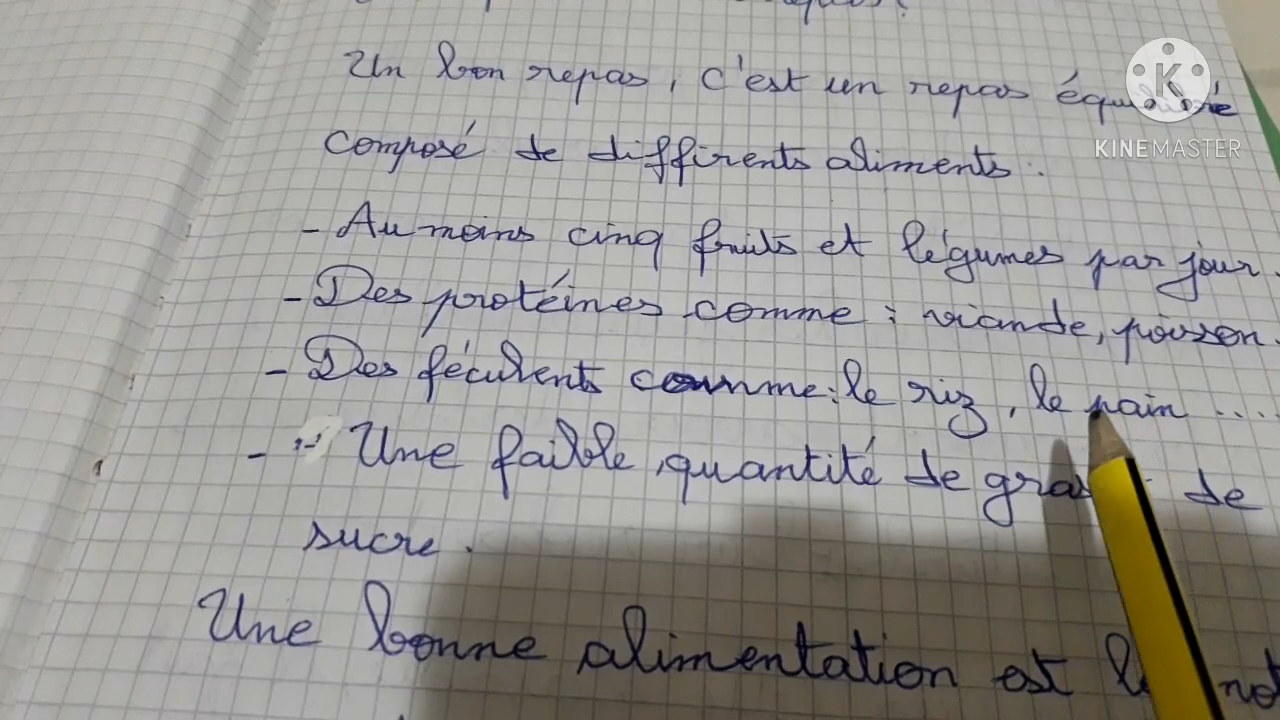 Un bon repas, c'est un repas équilibré
KINEMASTER
composé de différents aliments.
- Au moins cinq fruits et légumes par jour.
- Des protéines comme : viande, poisson.
- Des féculents comme : le riz, le pain ...
- Une faible quantité de gras de
sucre.
Une bonne alimentation est